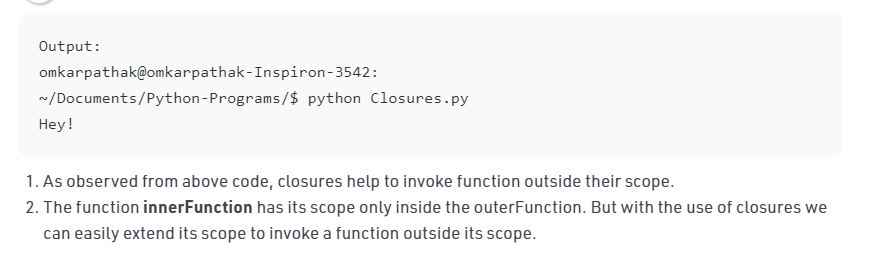 Output:
omkarpathak@omkarpathak-Inspiron-3542:
~/Documents/Python-Programs/$ python Closures.py
Hey!
1. As observed from above code, closures help to invoke function outside their scope.
2. The function innerFunction has its scope only inside the outerFunction. But with the use of closures we
can easily extend its scope to invoke a function outside its scope.